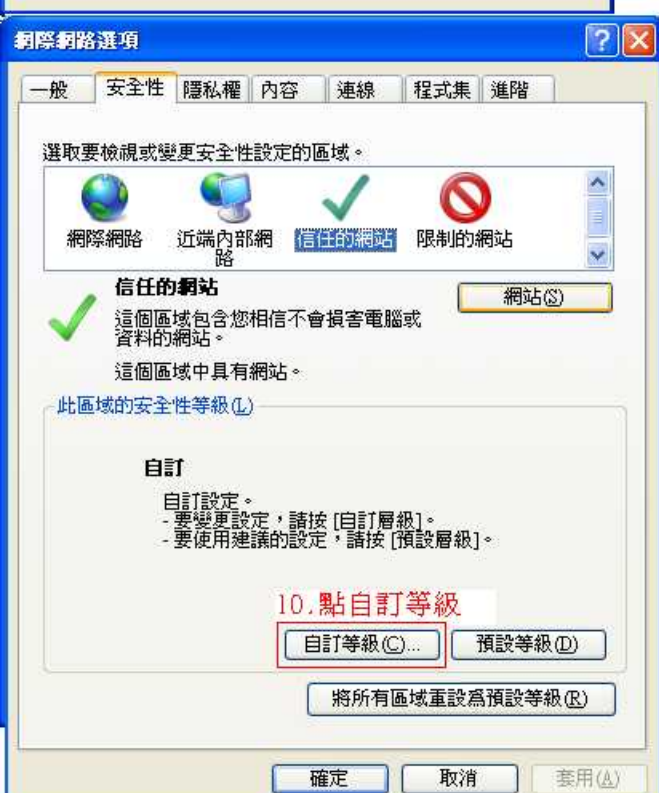 網際網路選項
一般 安全性 隱私權 內容 連線 程式集 進階
選取要檢視或變更安全性設定的區域。
網際網路 近端內部網路 信任的網站 限制的網站
信任的網站
網站(S)
這個區域包含您相信不會損害電腦或
資料的網站。
這個區域中具有網站。
此區域的安全性等級(L)
自訂
自訂設定。
- 要變更設定，請按 [自訂層級]。
- 要使用建議的設定，請按 [預設層級]。
10.點自訂等級
自訂等級(C)... 預設等級(D)
將所有區域重設為預設等級(R)
確定 取消 套用(A)